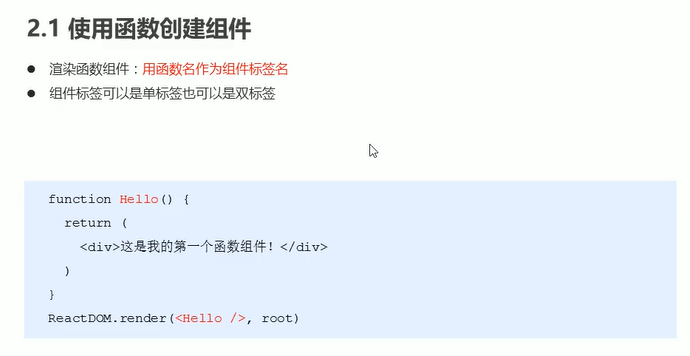 2.1 使用函数创建组件
● 渲染函数组件：用函数名作为组件标签名
● 组件标签可以是单标签也可以是双标签
function Hello() {
  return (
    <div>这是我的第一个函数组件！</div>
  )
}
ReactDOM.render(<Hello />, root)